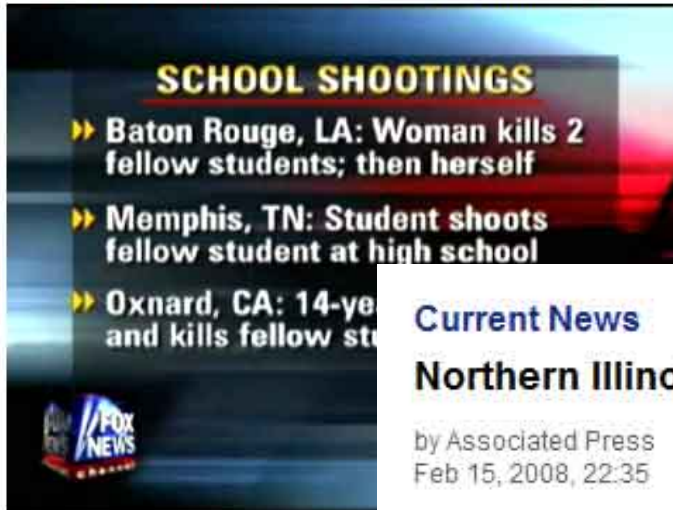 SCHOOL SHOOTINGS
Baton Rouge, LA: Woman kills 2
fellow students; then herself
Memphis, TN: Student shoots
fellow student at high school
Oxnard, CA: 14-ye
and kills fellow stu
FOX
NEWS
channel
Current News
Northern Illino
by Associated Press
Feb 15, 2008, 22:35